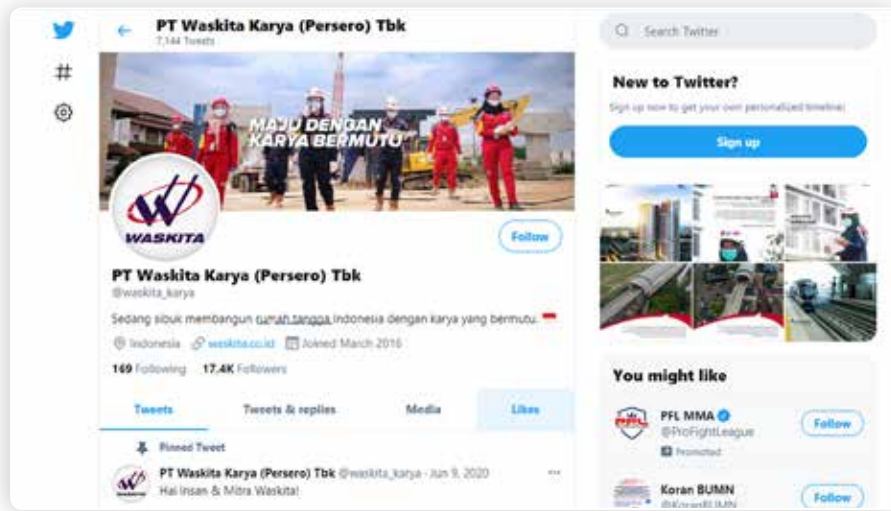 PT Waskita Karya (Persero) Tbk
7,144 Tweets
MAJU DENGAN
KARYA BERMUTU
WASKITA
Follow
PT Waskita Karya (Persero) Tbk
@waskita_karya
Sedang sibuk membangun rumah tangga Indonesia dengan karya yang bermutu.
Indonesia waskita.co.id Joined March 2016
169 Following 17.4K Followers
Tweets Tweets & replies Media Likes
Pinned Tweet
PT Waskita Karya (Persero) Tbk @waskita_karya - Jun 9, 2020
Hai Insan & Mitra Waskita!
WASKITA
Search Twitter
New to Twitter?
Sign up now to get your own personalized timeline!
Sign up
You might like
PFL MMA
@ProFightLeague
Promoted
Follow
Koran BUMN
@KoranBUMN
Follow